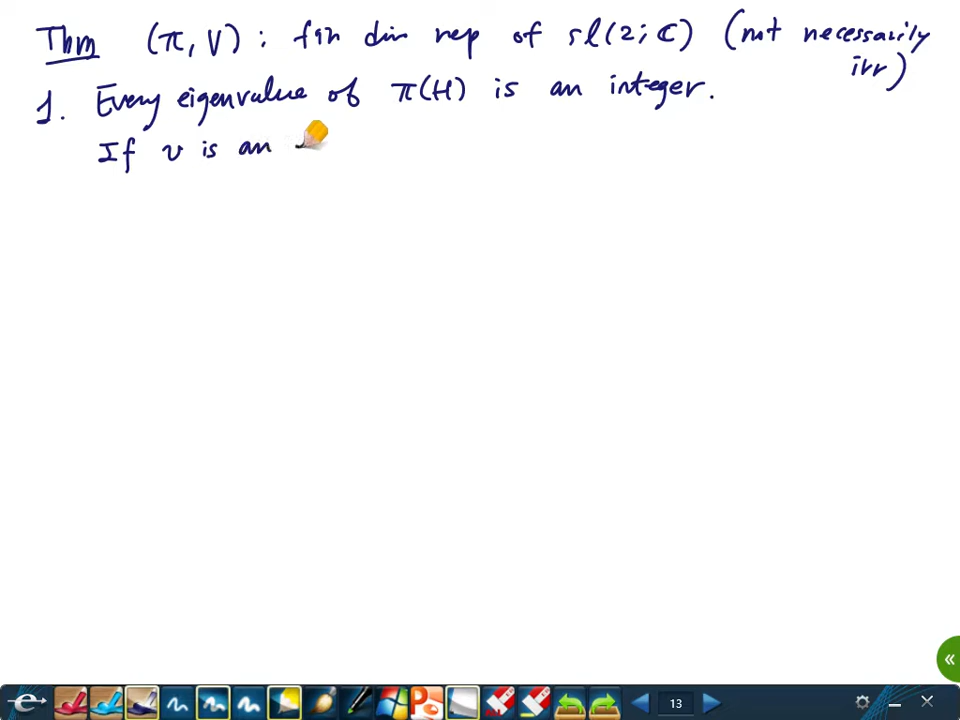 Thm (π, V) : fin dim rep of sl(2; ℂ) (not necessarily
irr)
1. Every eigenvalue of π(H) is an integer.
If v is an
13